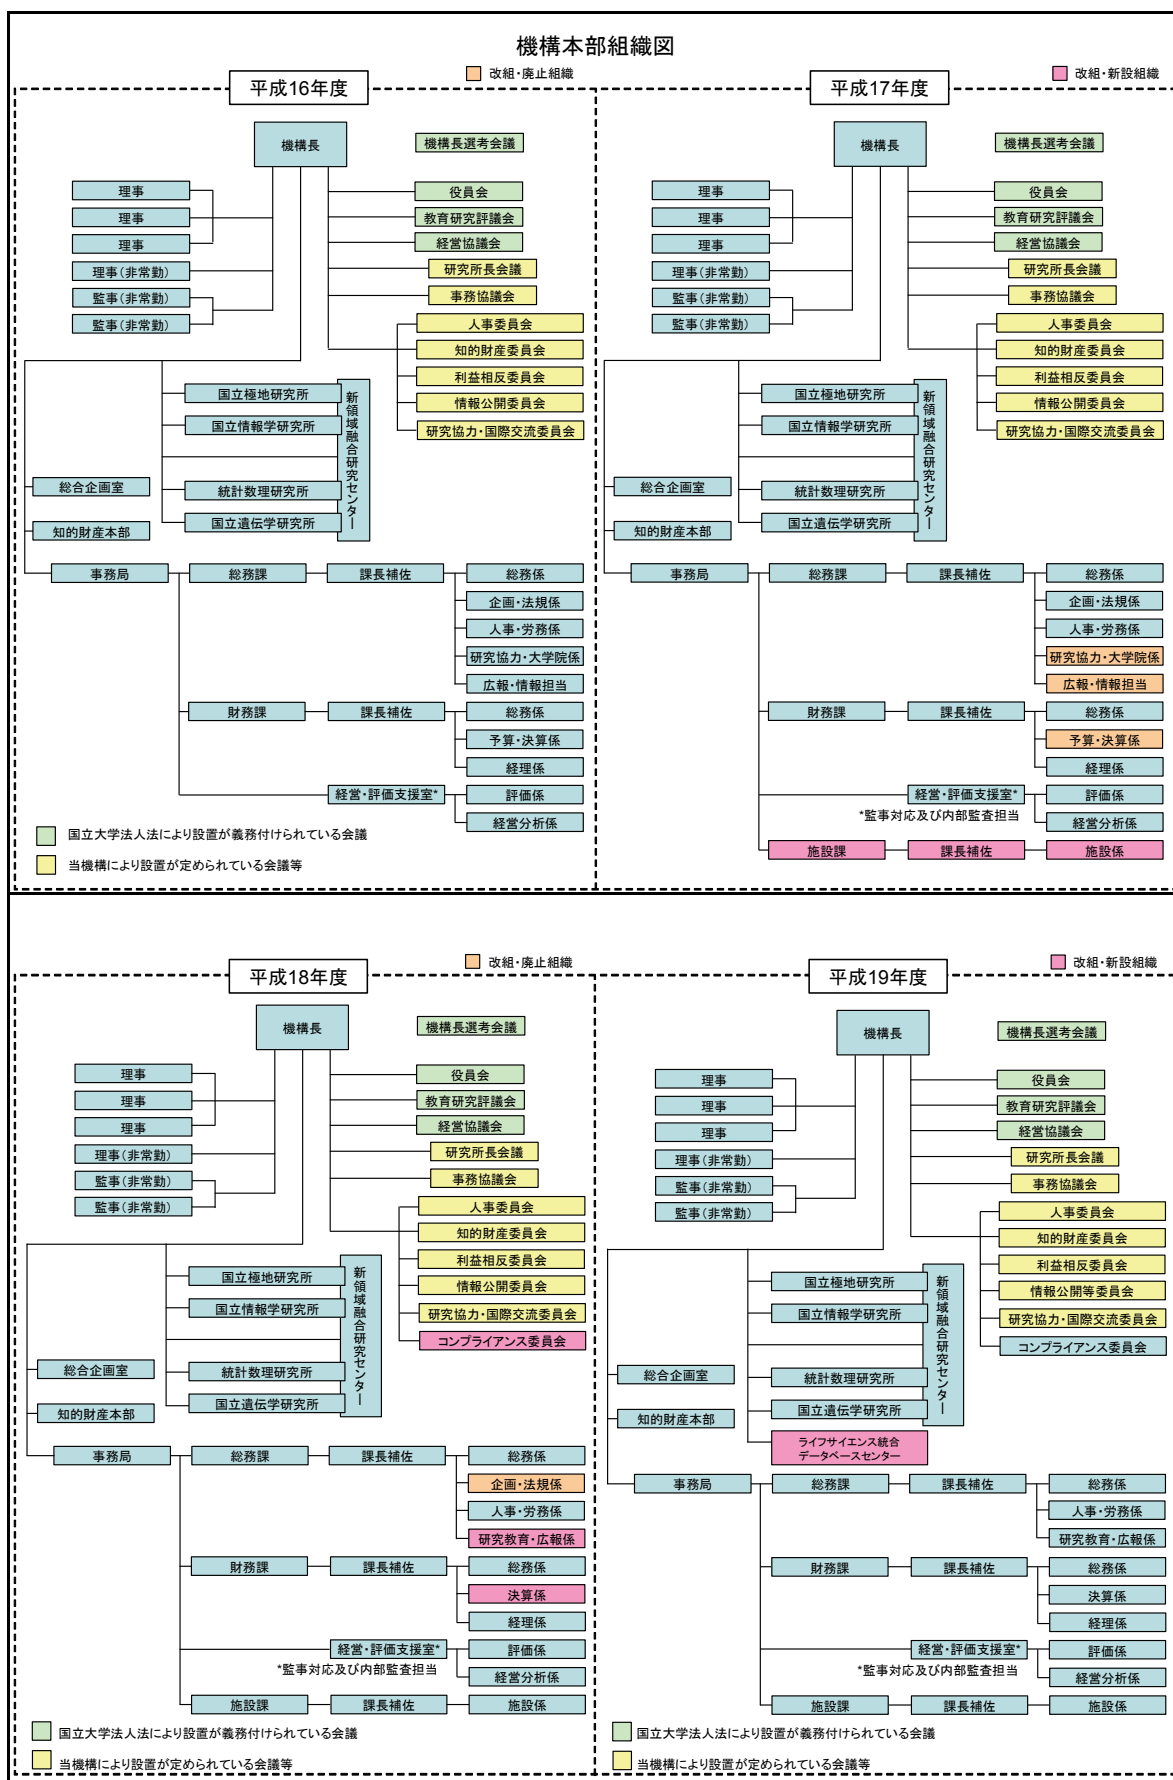 機構本部組織図
改組・廃止組織
改組・新設組織
平成16年度
機構長
機構長選考会議
理事
役員会
理事
教育研究評議会
理事
経営協議会
理事(非常勤)
研究所長会議
監事(非常勤)
事務協議会
監事(非常勤)
人事委員会
知的財産委員会
利益相反委員会
情報公開委員会
研究協力・国際交流委員会
国立極地研究所
国立情報学研究所
統計数理研究所
国立遺伝学研究所
新領域融合研究センター
総合企画室
知的財産本部
事務局
総務課
課長補佐
総務係
企画・法規係
人事・労務係
研究協力・大学院係
広報・情報担当
財務課
課長補佐
総務係
予算・決算係
経理係
経営・評価支援室*
評価係
経営分析係
国立大学法人法により設置が義務付けられている会議
当機構により設置が定められている会議等
平成17年度
機構長
機構長選考会議
理事
役員会
理事
教育研究評議会
理事
経営協議会
理事(非常勤)
研究所長会議
監事(非常勤)
事務協議会
監事(非常勤)
人事委員会
知的財産委員会
利益相反委員会
情報公開委員会
研究協力・国際交流委員会
国立極地研究所
国立情報学研究所
統計数理研究所
国立遺伝学研究所
新領域融合研究センター
総合企画室
知的財産本部
事務局
総務課
課長補佐
総務係
企画・法規係
人事・労務係
研究協力・大学院係
広報・情報担当
財務課
課長補佐
総務係
予算・決算係
経理係
経営・評価支援室*
*監事対応及び内部監査担当
評価係
経営分析係
施設課
課長補佐
施設係
改組・廃止組織
改組・新設組織
平成18年度
機構長
機構長選考会議
理事
役員会
理事
教育研究評議会
理事
経営協議会
理事(非常勤)
研究所長会議
監事(非常勤)
事務協議会
監事(非常勤)
人事委員会
知的財産委員会
利益相反委員会
情報公開委員会
研究協力・国際交流委員会
コンプライアンス委員会
国立極地研究所
国立情報学研究所
統計数理研究所
国立遺伝学研究所
新領域融合研究センター
総合企画室
知的財産本部
事務局
総務課
課長補佐
総務係
企画・法規係
人事・労務係
研究教育・広報係
財務課
課長補佐
総務係
決算係
経理係
経営・評価支援室*
*監事対応及び内部監査担当
評価係
経営分析係
施設課
課長補佐
施設係
国立大学法人法により設置が義務付けられている会議
当機構により設置が定められている会議等
平成19年度
機構長
機構長選考会議
理事
役員会
理事
教育研究評議会
理事
経営協議会
理事(非常勤)
研究所長会議
監事(非常勤)
事務協議会
監事(非常勤)
人事委員会
知的財産委員会
利益相反委員会
情報公開等委員会
研究協力・国際交流委員会
コンプライアンス委員会
国立極地研究所
国立情報学研究所
統計数理研究所
国立遺伝学研究所
新領域融合研究センター
ライフサイエンス統合
データベースセンター
総合企画室
知的財産本部
事務局
総務課
課長補佐
総務係
人事・労務係
研究教育・広報係
財務課
課長補佐
総務係
決算係
経理係
経営・評価支援室*
*監事対応及び内部監査担当
評価係
経営分析係
施設課
課長補佐
施設係
国立大学法人法により設置が義務付けられている会議
当機構により設置が定められている会議等